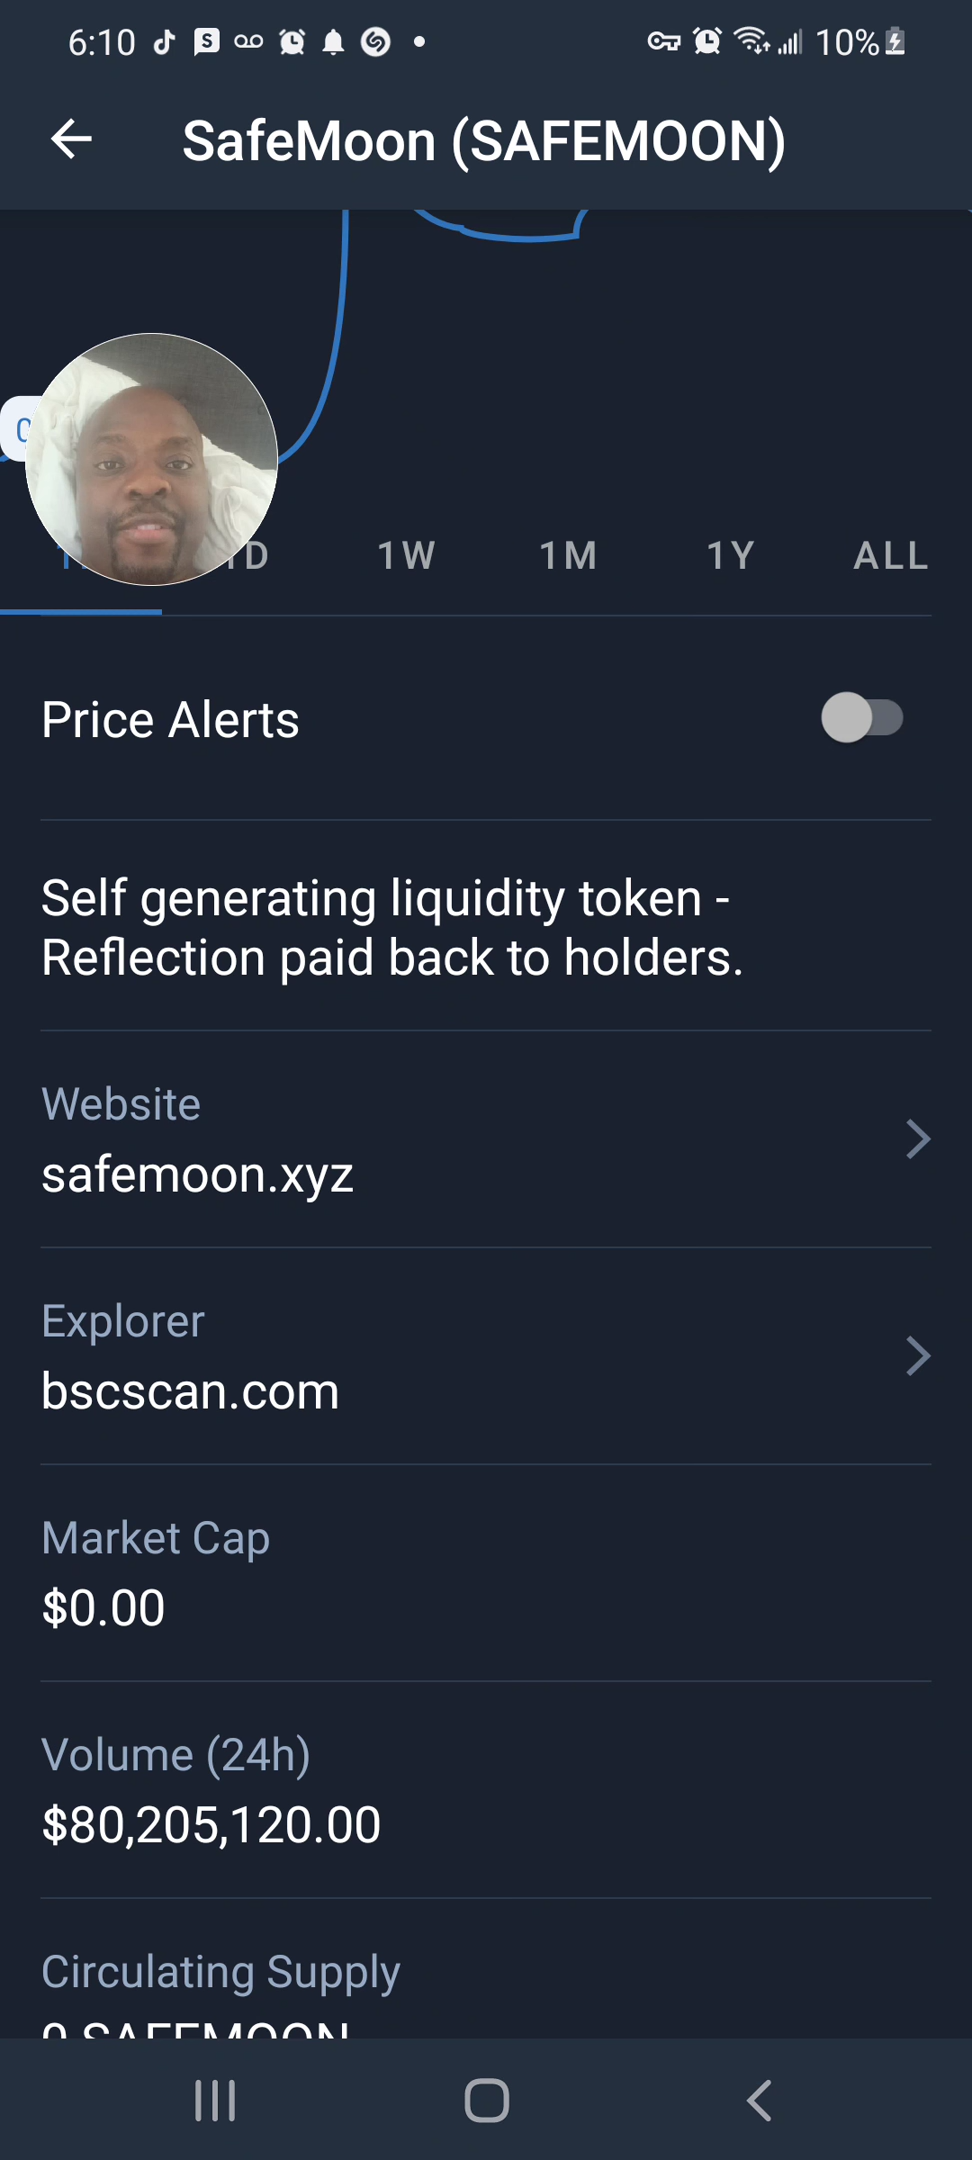 6:10 10%
SafeMoon (SAFEMOON)
1W 1M 1Y ALL
Price Alerts
Self generating liquidity token -
Reflection paid back to holders.
Website
safemoon.xyz
Explorer
bscscan.com
Market Cap
$0.00
Volume (24h)
$80,205,120.00
Circulating Supply
0 SAFEMOON